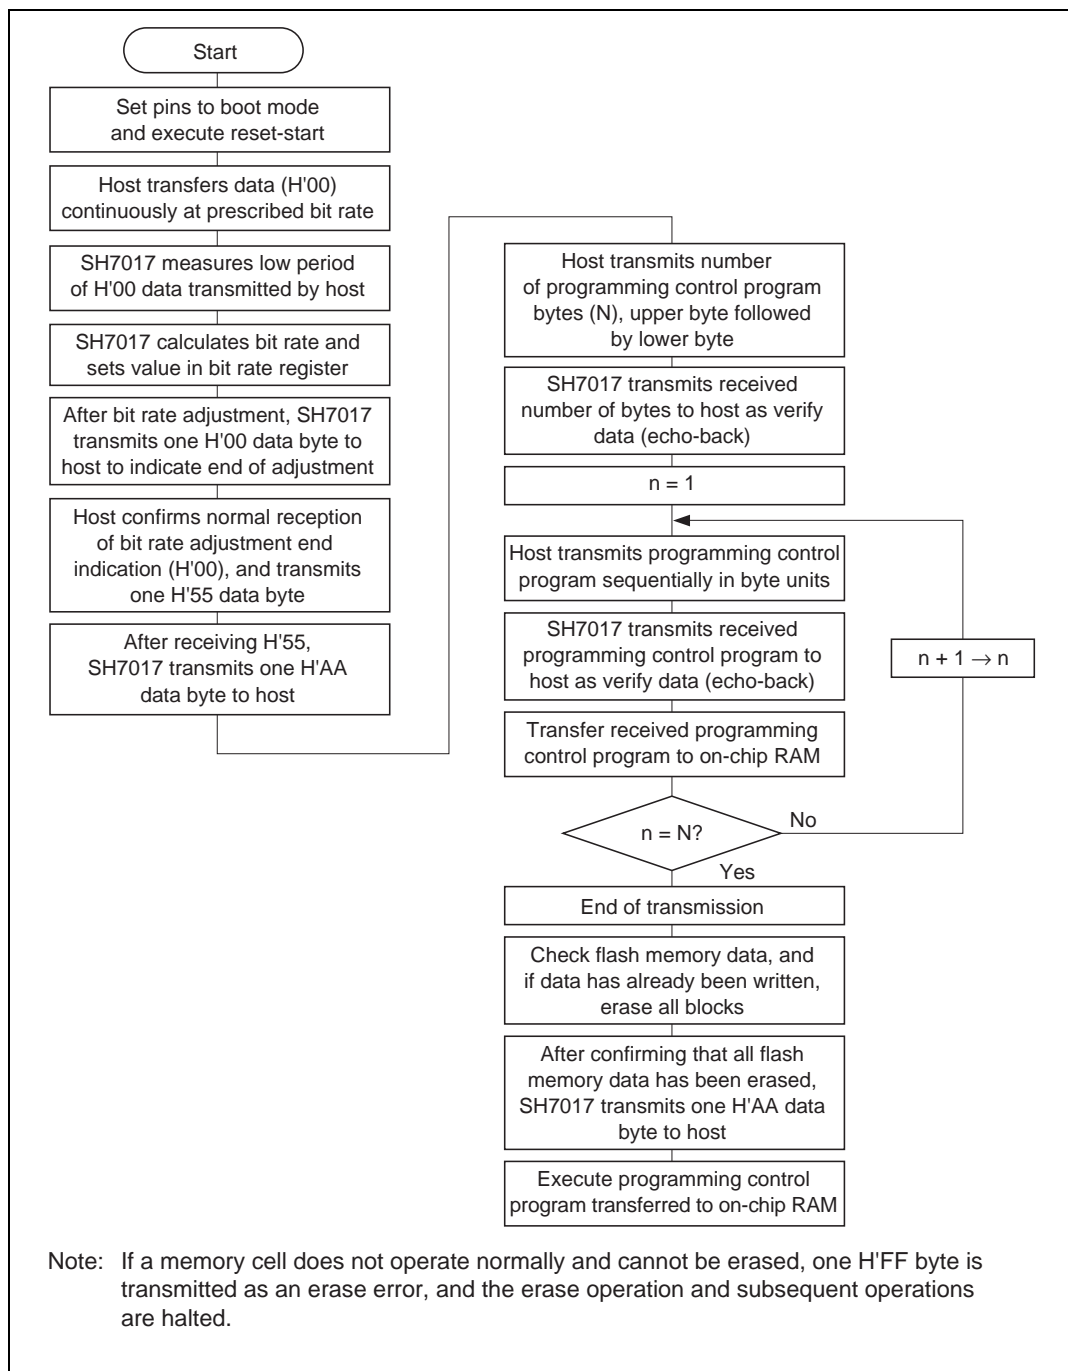 Start
Set pins to boot mode
and execute reset-start
Host transfers data (H'00)
continuously at prescribed bit rate
SH7017 measures low period
of H'00 data transmitted by host
SH7017 calculates bit rate and
sets value in bit rate register
After bit rate adjustment, SH7017
transmits one H'00 data byte to
host to indicate end of adjustment
Host confirms normal reception
of bit rate adjustment end
indication (H'00), and transmits
one H'55 data byte
After receiving H'55,
SH7017 transmits one H'AA
data byte to host
Host transmits number
of programming control program
bytes (N), upper byte followed
by lower byte
SH7017 transmits received
number of bytes to host as verify
data (echo-back)
n = 1
Host transmits programming control
program sequentially in byte units
SH7017 transmits received
programming control program to
host as verify data (echo-back)
n + 1 → n
Transfer received programming
control program to on-chip RAM
n = N?
No
Yes
End of transmission
Check flash memory data, and
if data has already been written,
erase all blocks
After confirming that all flash
memory data has been erased,
SH7017 transmits one H'AA data
byte to host
Execute programming control
program transferred to on-chip RAM
Note: If a memory cell does not operate normally and cannot be erased, one H'FF byte is
transmitted as an erase error, and the erase operation and subsequent operations
are halted.